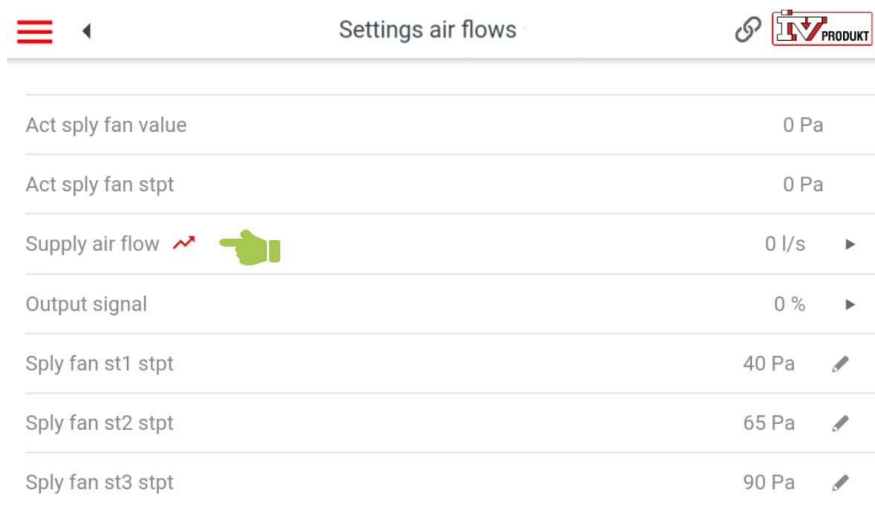 Settings air flows
IV PRODUKT
Act sply fan value 0 Pa
Act sply fan stpt 0 Pa
Supply air flow 0 l/s
Output signal 0 %
Sply fan st1 stpt 40 Pa
Sply fan st2 stpt 65 Pa
Sply fan st3 stpt 90 Pa